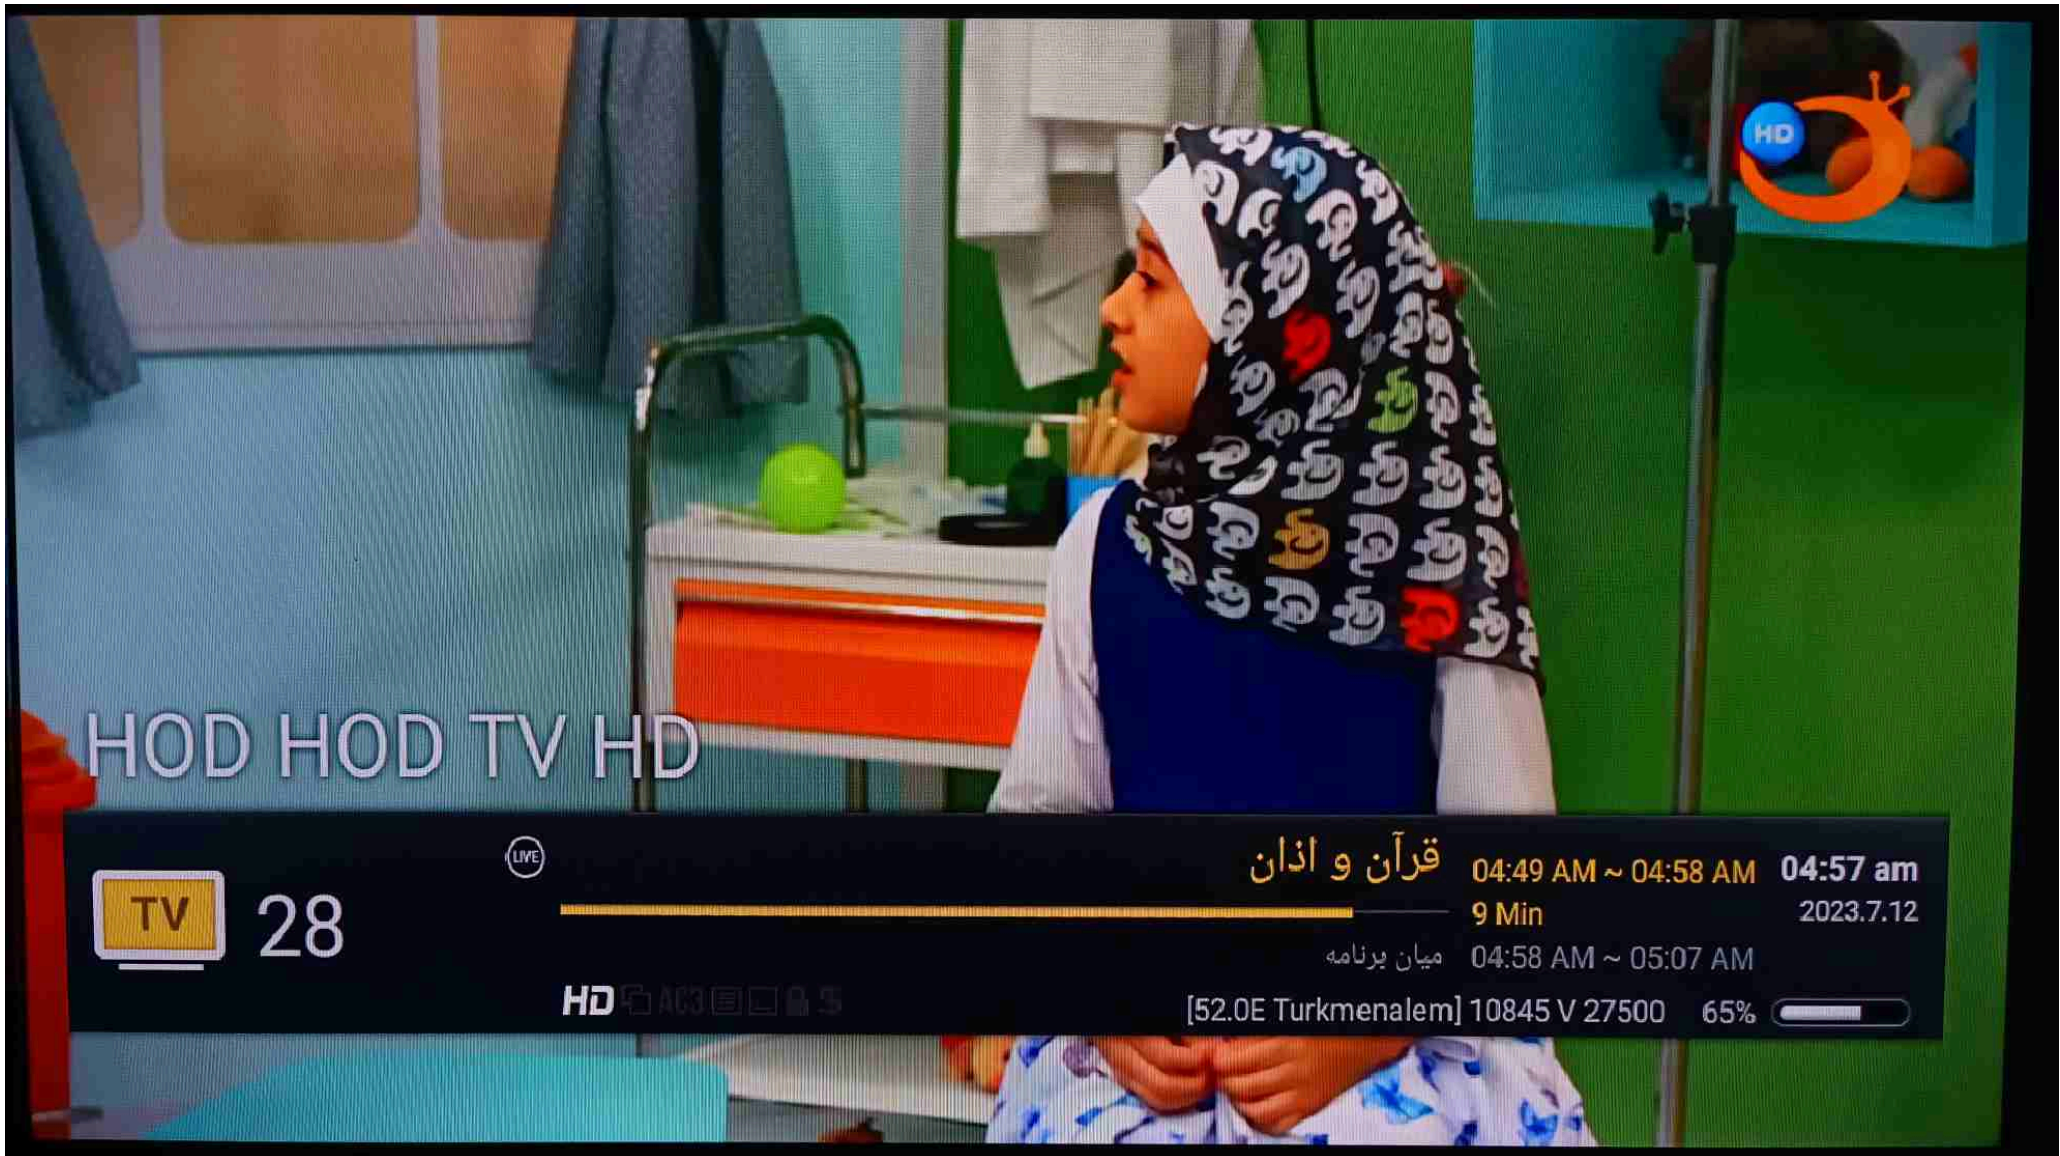 HD
HOD HOD TV HD
LIVE
قرآن و اذان
04:49 AM ~ 04:58 AM
04:57 am
TV
28
9 Min
2023.7.12
میان برنامه
04:58 AM ~ 05:07 AM
HD AC3
[52.0E Turkmenalem] 10845 V 27500
65%